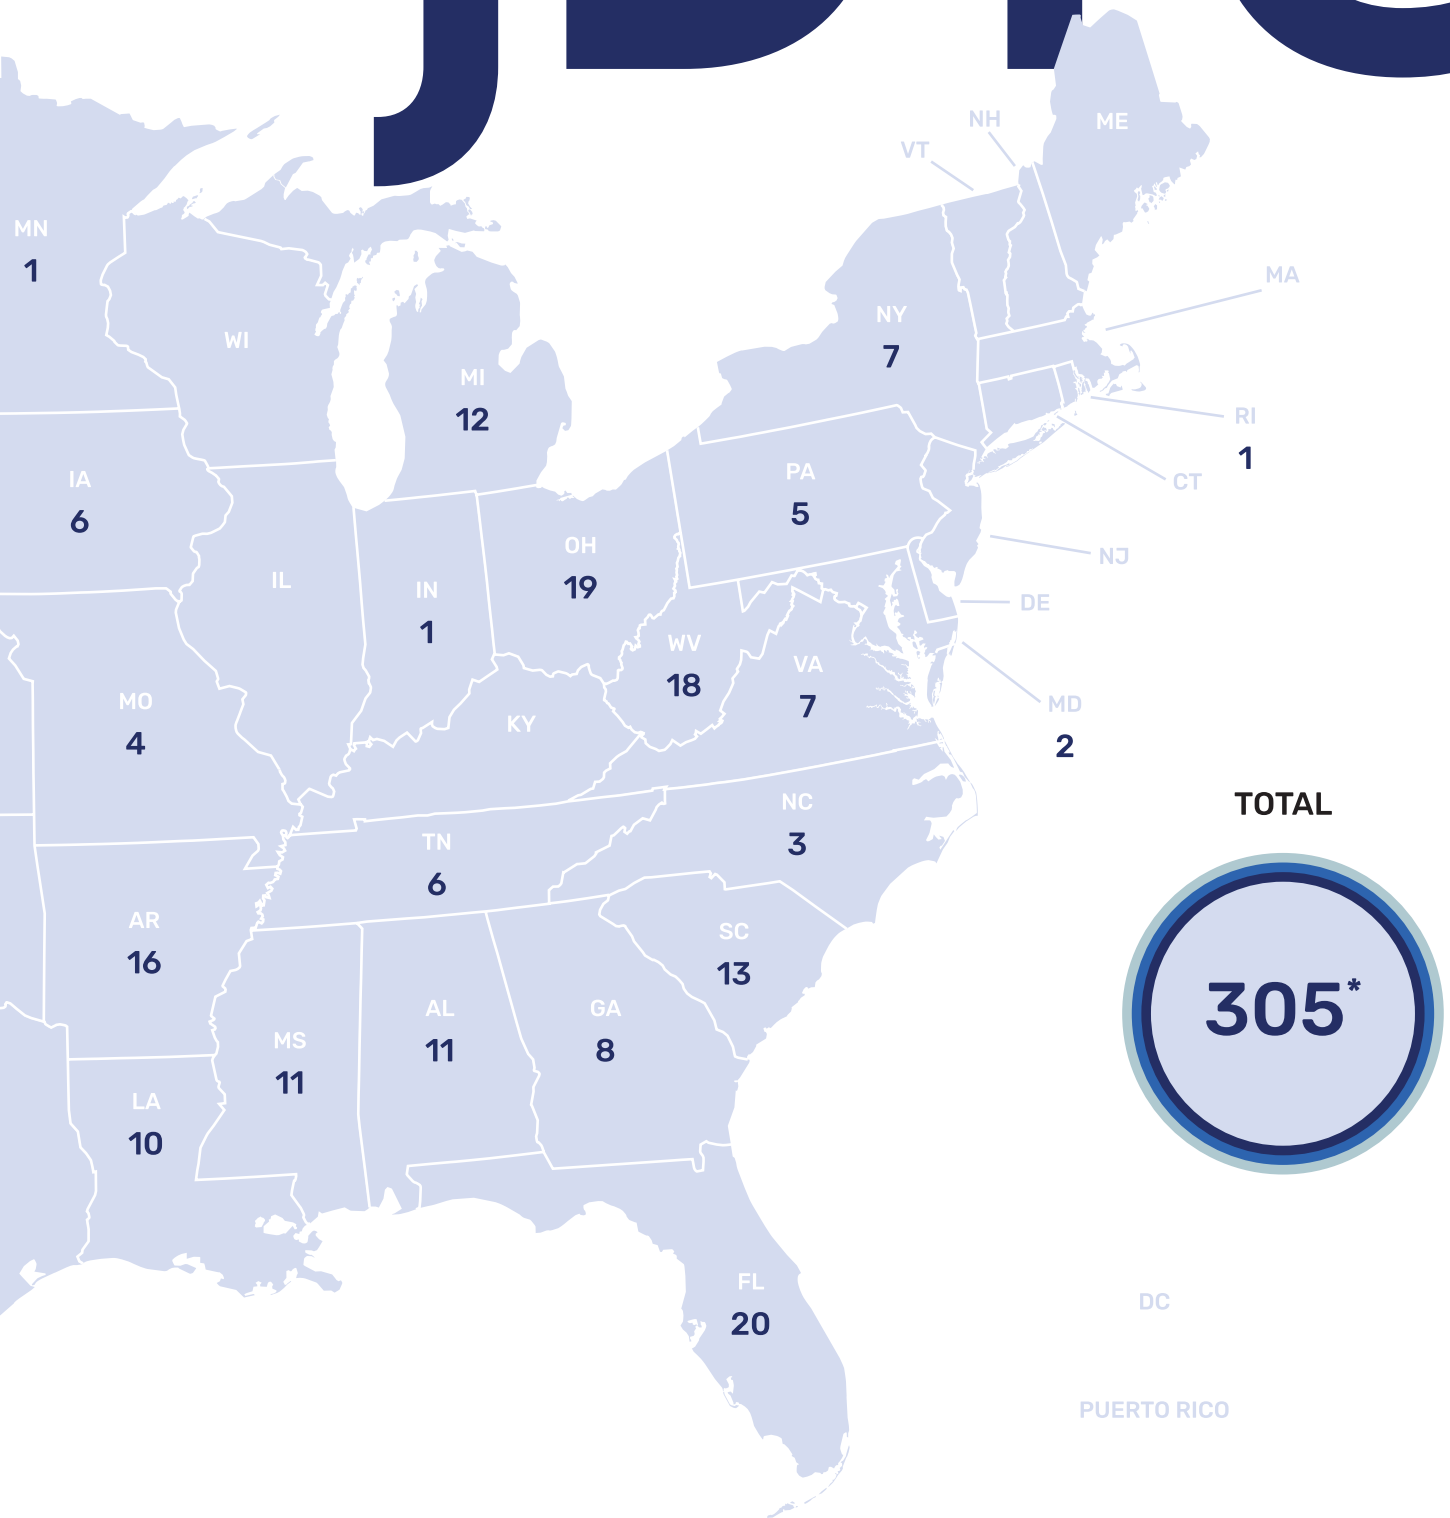 ME
NH
VT
MN
1
MA
NY
7
WI
MI
12
RI
1
PA
5
IA
6
CT
OH
19
NJ
IL
IN
1
DE
WV
18
VA
7
MO
4
MD
2
KY
NC
3
TOTAL
TN
6
AR
16
SC
13
305*
AL
11
GA
8
MS
11
LA
10
FL
20
DC
PUERTO RICO